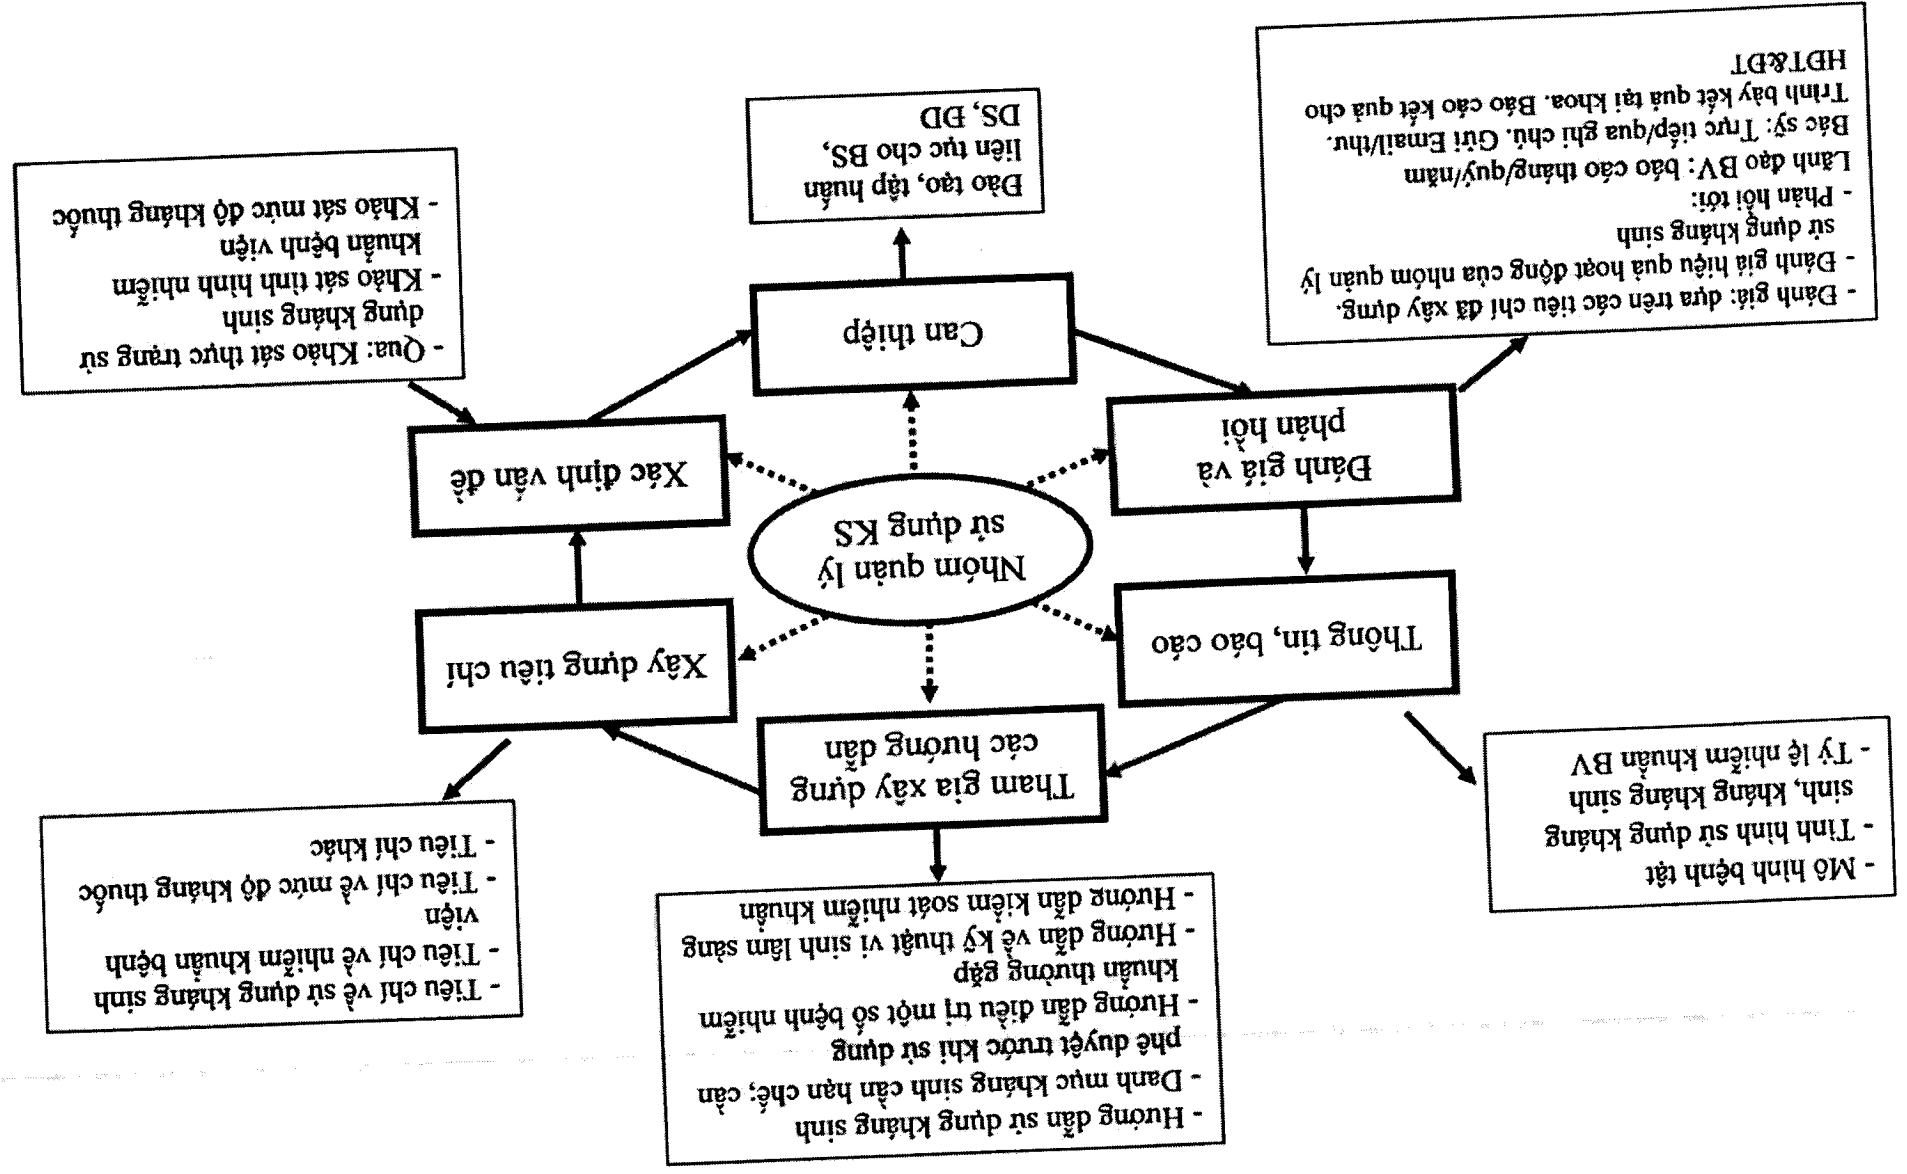 - Hướng dẫn sử dụng kháng sinh
- Danh mục kháng sinh cần hạn chế; cần
phê duyệt trước khi sử dụng
- Hướng dẫn điều trị một số bệnh nhiễm
khuẩn thường gặp
- Hướng dẫn về kỹ thuật vi sinh lâm sàng
- Hướng dẫn kiểm soát nhiễm khuẩn
- Mô hình bệnh tật
- Tình hình sử dụng kháng
sinh, kháng kháng sinh
- Tỷ lệ nhiễm khuẩn BV
- Tiêu chí về sử dụng kháng sinh
- Tiêu chí về nhiễm khuẩn bệnh
viện
- Tiêu chí về mức độ kháng thuốc
- Tiêu chí khác
Tham gia xây dựng
các hướng dẫn
Thông tin, báo cáo
Xây dựng tiêu chí
Nhóm quản lý
sử dụng KS
Đánh giá và
phản hồi
Xác định vấn đề
Can thiệp
- Đánh giá: dựa trên các tiêu chí đã xây dựng.
- Đánh giá hiệu quả hoạt động của nhóm quản lý
sử dụng kháng sinh
- Phản hồi tới:
Lãnh đạo BV: báo cáo tháng/quý/năm
Bác sỹ: Trực tiếp/qua ghi chú. Gửi Email/thư.
Trình bày kết quả tại khoa. Báo cáo kết quả cho
HĐT&ĐT
Đào tạo, tập huấn
liên tục cho BS,
DS, ĐD
- Qua: Khảo sát thực trạng sử
dụng kháng sinh
- Khảo sát tình hình nhiễm
khuẩn bệnh viện
- Khảo sát mức độ kháng thuốc